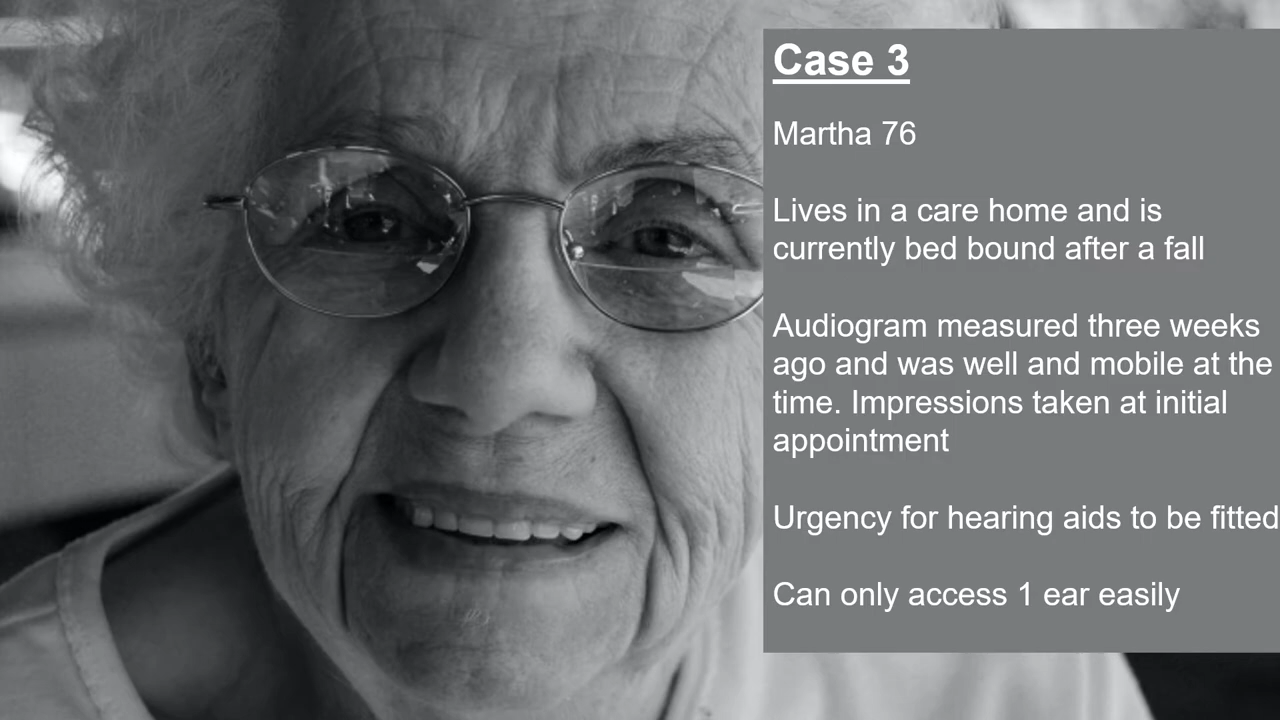 Case 3
Martha 76
Lives in a care home and is
currently bed bound after a fall
Audiogram measured three weeks
ago and was well and mobile at the
time. Impressions taken at initial
appointment
Urgency for hearing aids to be fitted
Can only access 1 ear easily